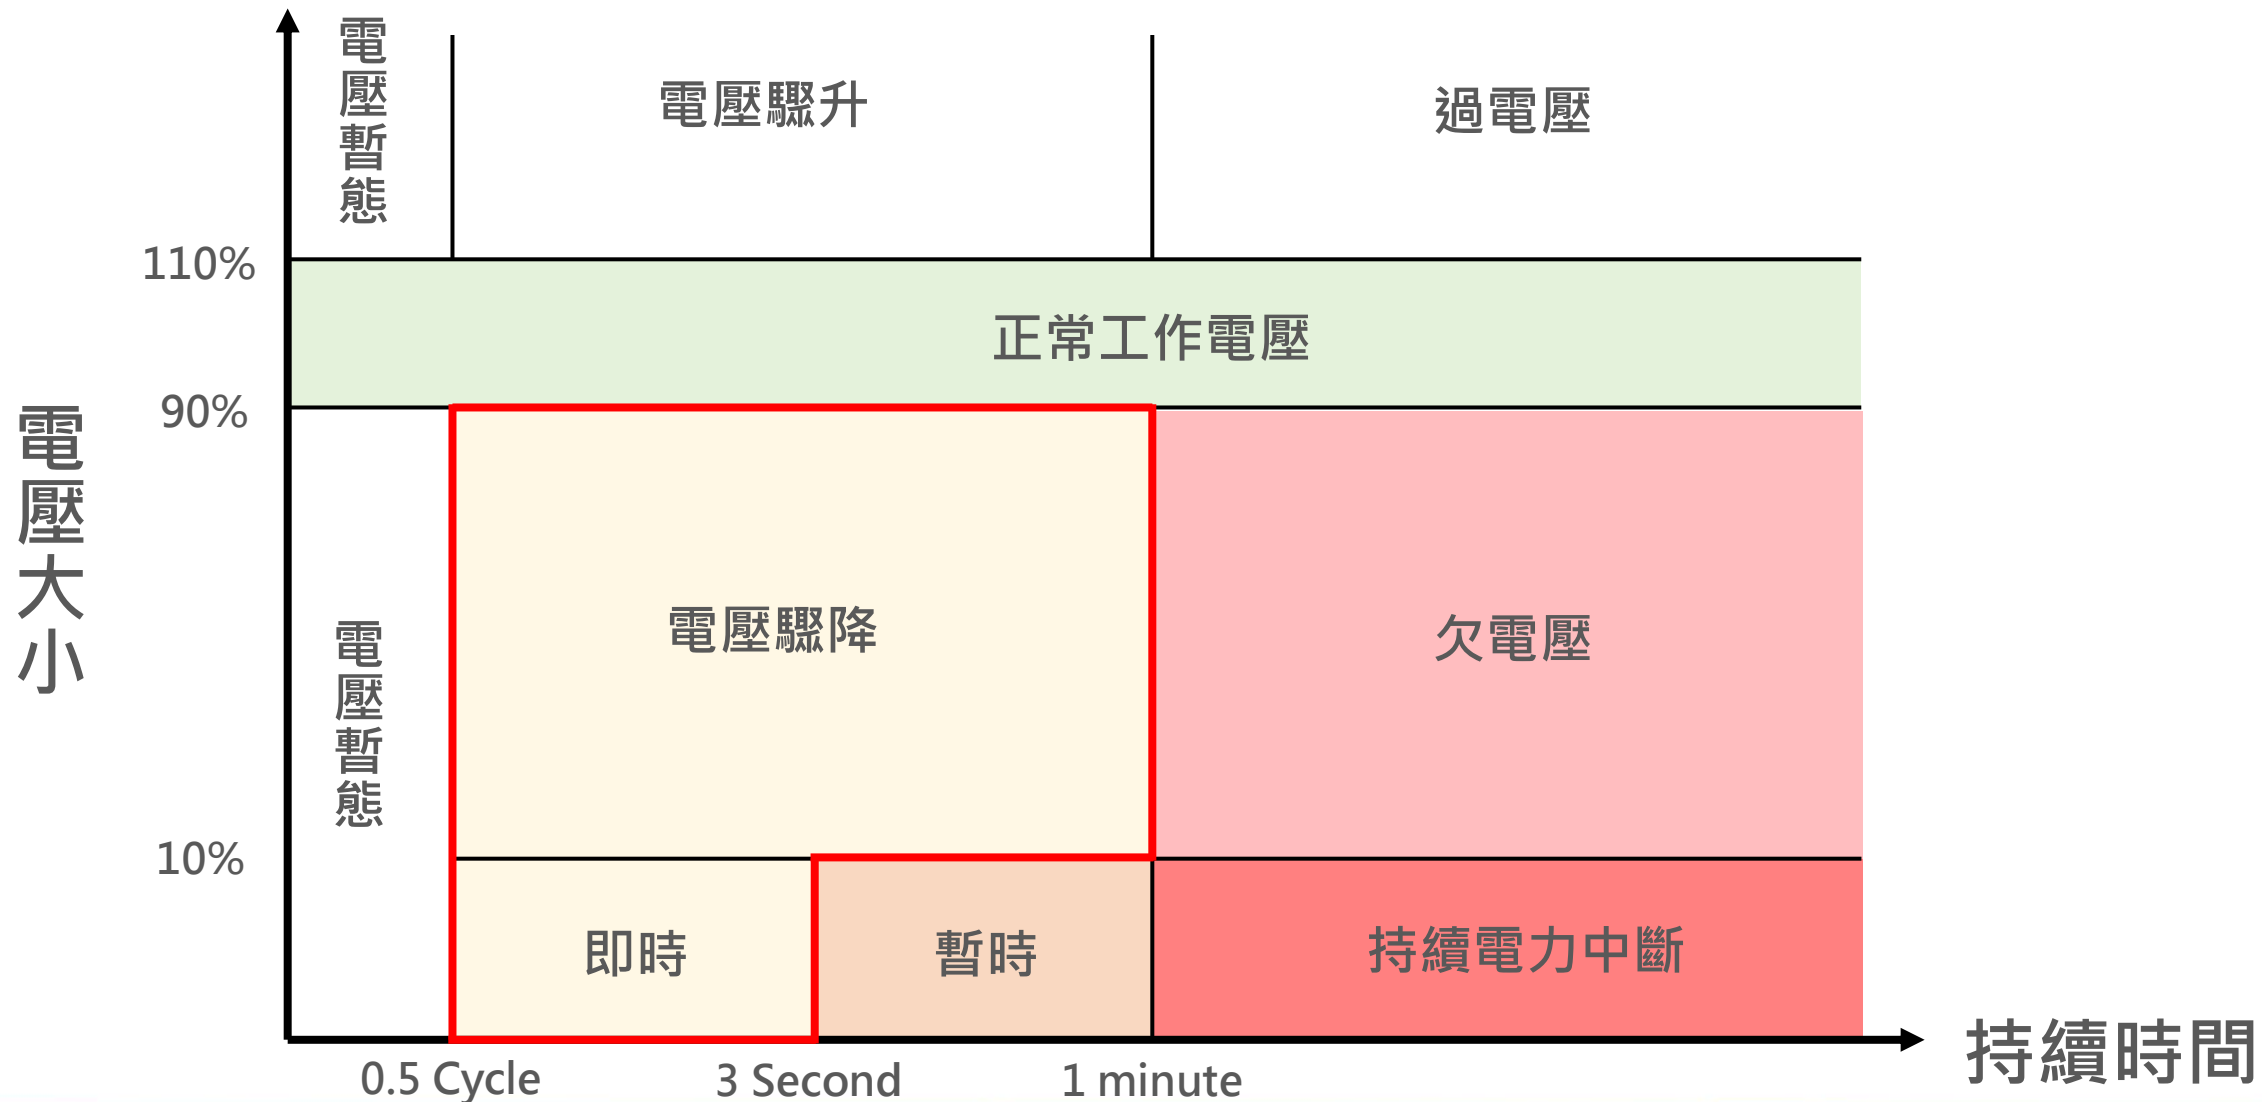 電壓暫態
電壓驟升
過電壓
110%
正常工作電壓
90%
電壓大小
電壓驟降
欠電壓
電壓暫態
10%
即時
暫時
持續電力中斷
持續時間
0.5 Cycle
3 Second
1 minute